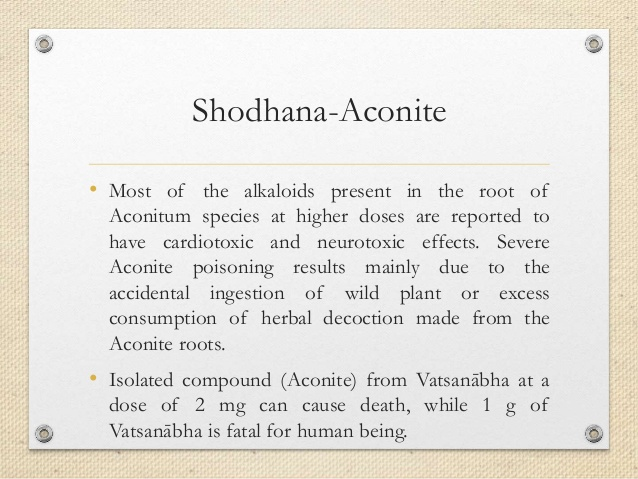 Shodhana-Aconite
• Most of the alkaloids present in the root of
Aconitum species at higher doses are reported to
have cardiotoxic and neurotoxic effects. Severe
Aconite poisoning results mainly due to the
accidental ingestion of wild plant or excess
consumption of herbal decoction made from the
Aconite roots.
• Isolated compound (Aconite) from Vatsanābha at a
dose of 2 mg can cause death, while 1 g of
Vatsanābha is fatal for human being.